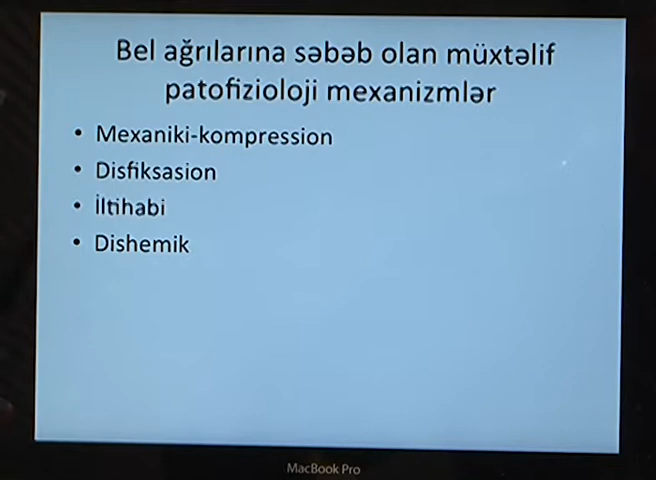 Bel ağrılarına səbəb olan müxtəlif
patofizioloji mexanizmlər
• Mexaniki-kompression
• Disfiksasion
• İltihabi
• Dishemik
MacBook Pro